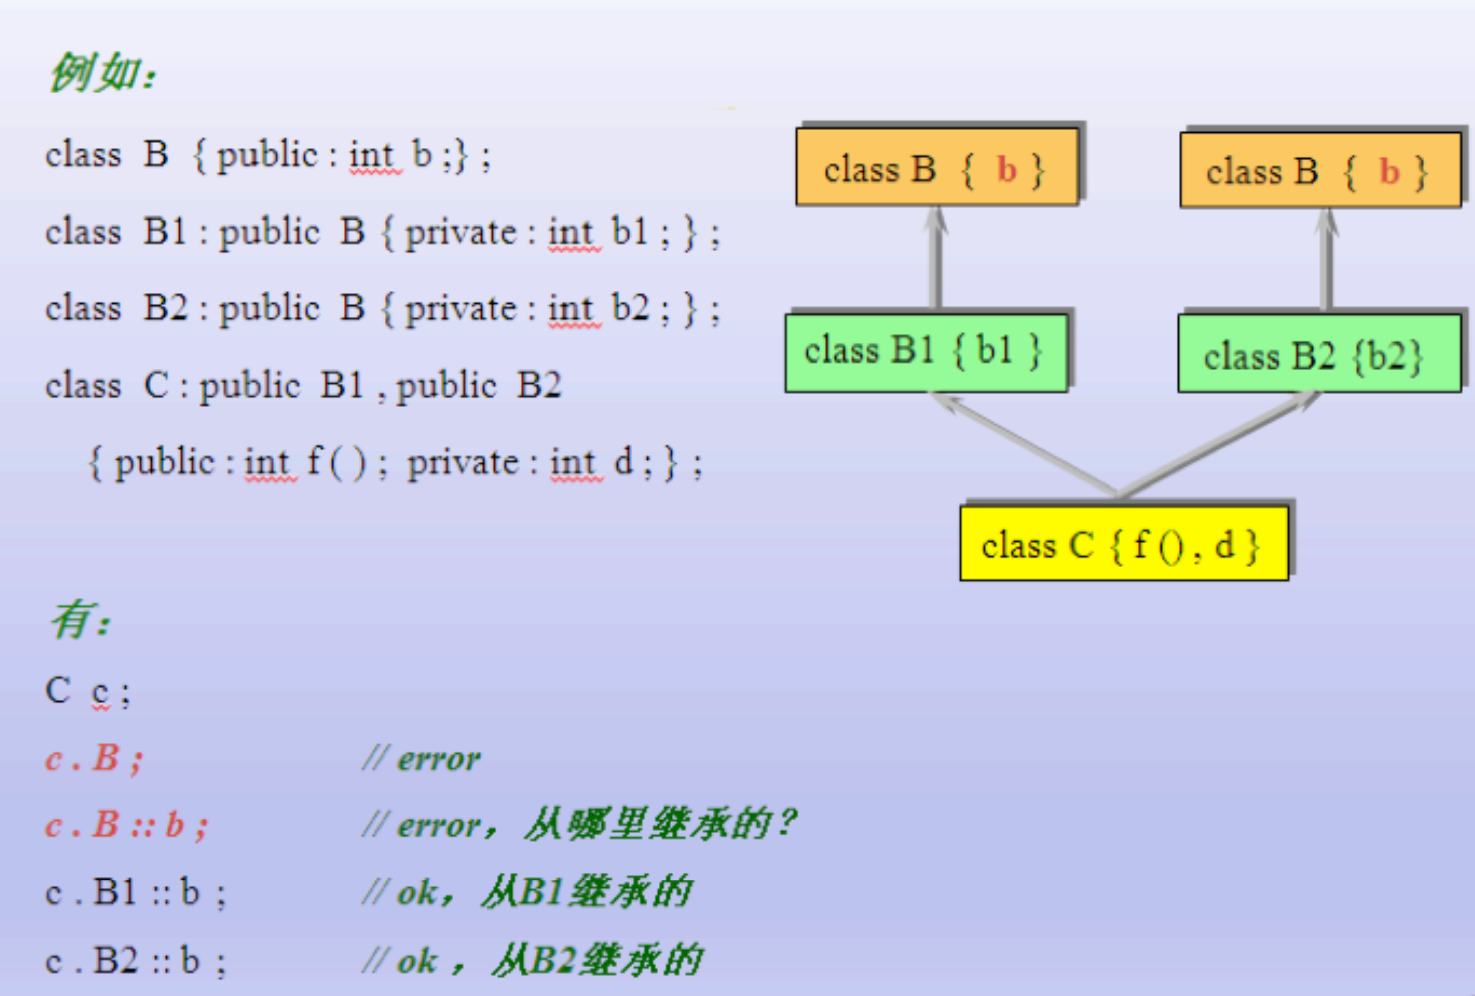 例如：
class B { public : int b ;} ;
class B1 : public B { private : int b1 ; } ;
class B2 : public B { private : int b2 ; } ;
class C : public B1 , public B2
{ public : int f ( ) ; private : int d ; } ;
class B { b }
class B { b }
class B1 { b1 }
class B2 {b2}
class C { f () , d }
有：
C c ;
c . B ; // error
c . B :: b ; // error，从哪里继承的？
c . B1 :: b ; // ok，从B1继承的
c . B2 :: b ; // ok ，从B2继承的